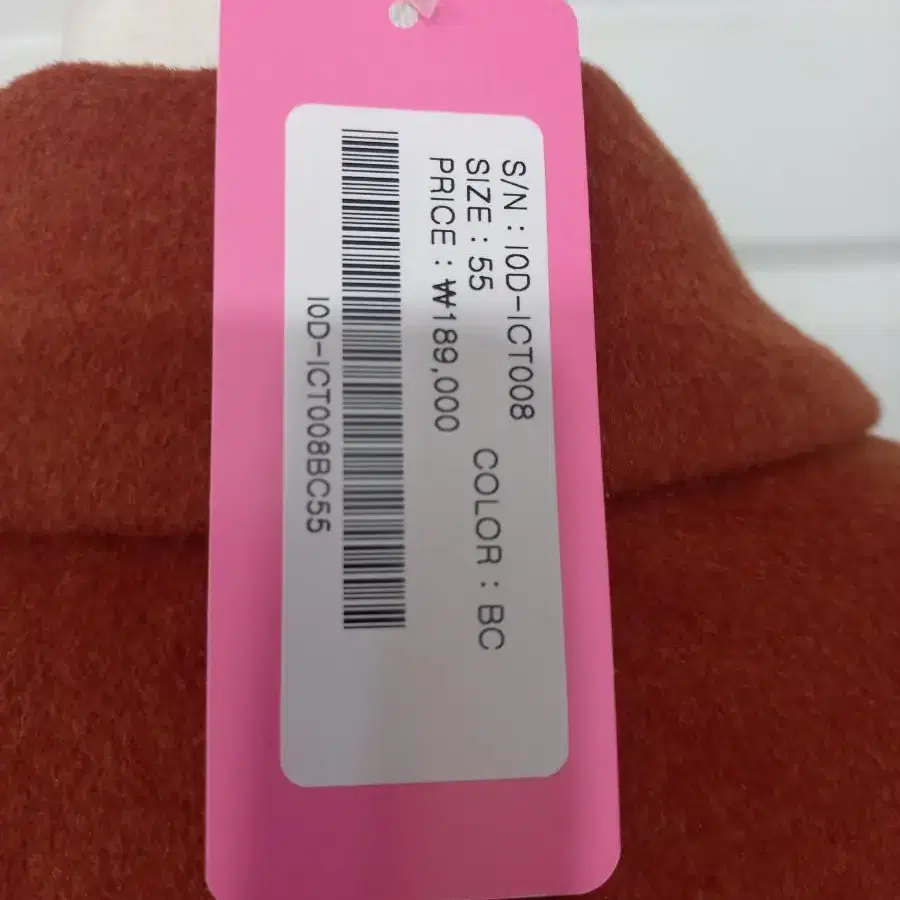 S/N : I0D-ICT008
SIZE : 55 COLOR : BC
PRICE : ₩189,000
I0D-ICT008BC55